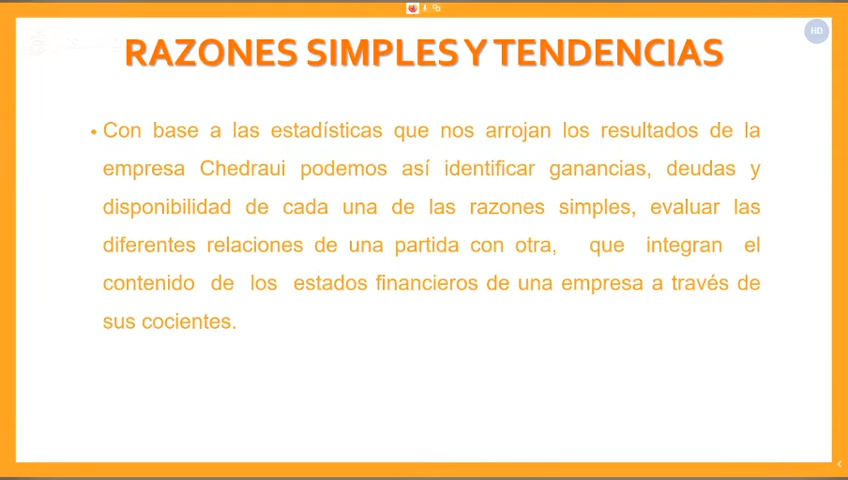 HD
RAZONES SIMPLES Y TENDENCIAS
• Con base a las estadísticas que nos arrojan los resultados de la
empresa Chedraui podemos así identificar ganancias, deudas y
disponibilidad de cada una de las razones simples, evaluar las
diferentes relaciones de una partida con otra, que integran el
contenido de los estados financieros de una empresa a través de
sus cocientes.